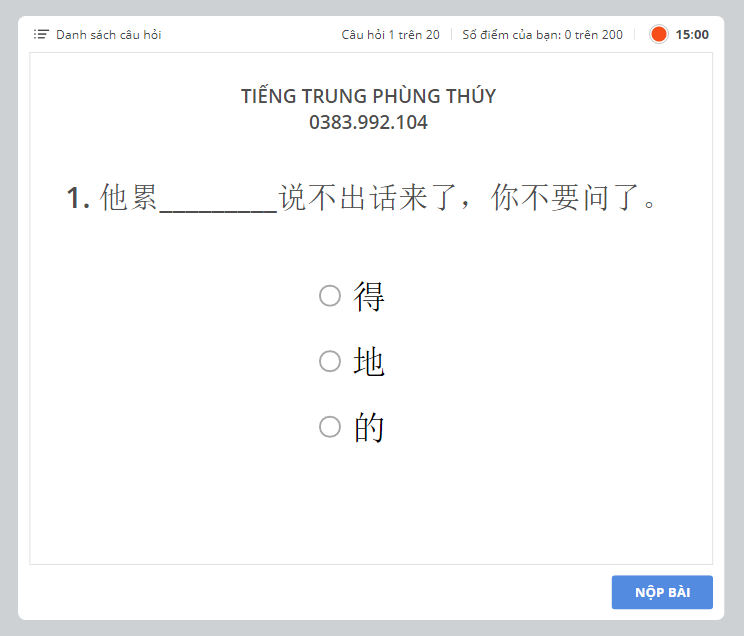 Danh sách câu hỏi
Câu hỏi 1 trên 20
Số điểm của bạn: 0 trên 200
15:00
TIẾNG TRUNG PHÙNG THÚY
0383.992.104
1. 他累_________说不出话来了，你不要问了。
得
地
的
NỘP BÀI